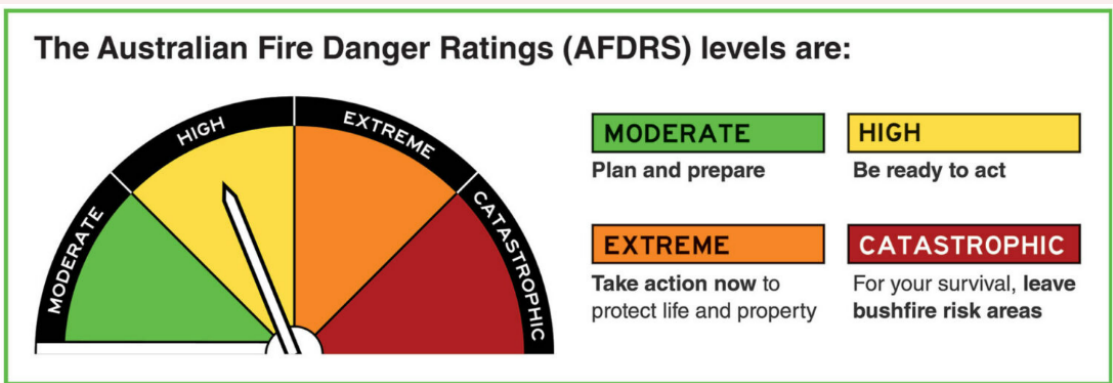 The Australian Fire Danger Ratings (AFDRS) levels are:
MODERATE
HIGH
EXTREME
CATASTROPHIC
MODERATE
Plan and prepare
HIGH
Be ready to act
EXTREME
Take action now to
protect life and property
CATASTROPHIC
For your survival, leave
bushfire risk areas